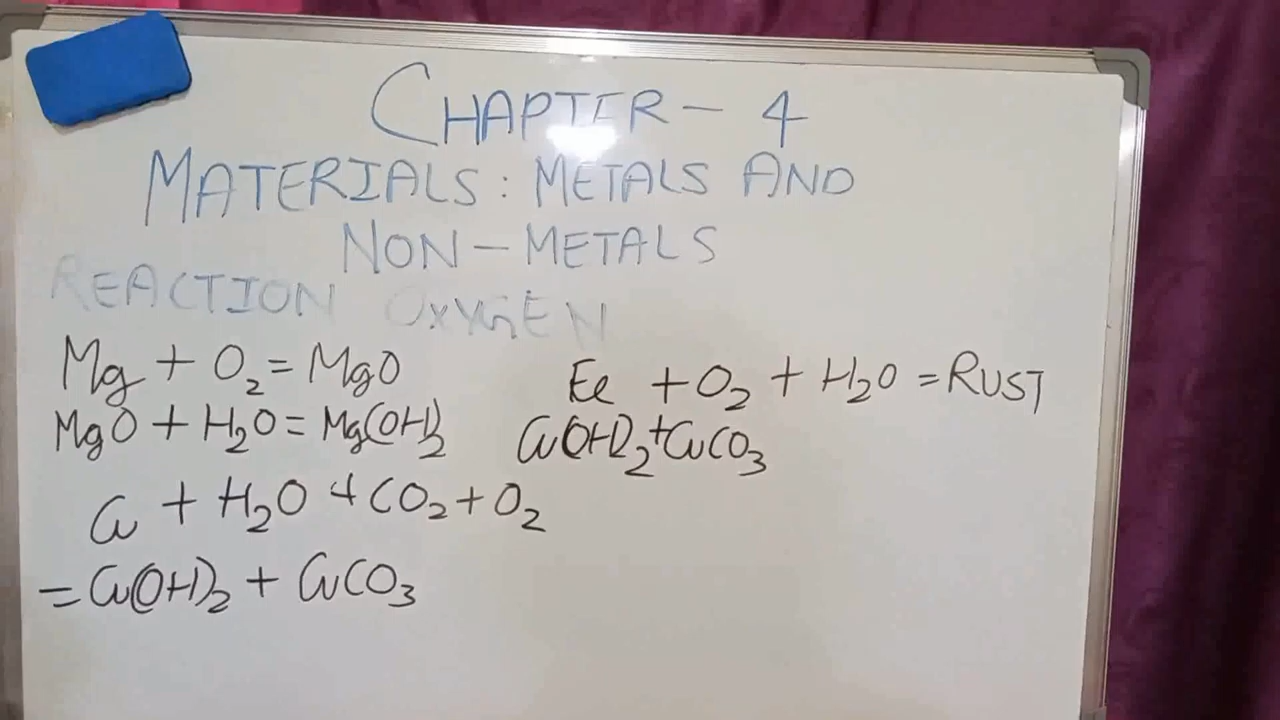 CHAPTER - 4
MATERIALS : METALS AND
NON - METALS
REACTION OXYGEN
Mg + O₂ = MgO
MgO + H₂O = Mg(OH)₂
Cu + H₂O + CO₂ + O₂
= Cu(OH)₂ + CuCO₃
Fe + O₂ + H₂O = RUST
Cu(OH)₂ + CuCO₃